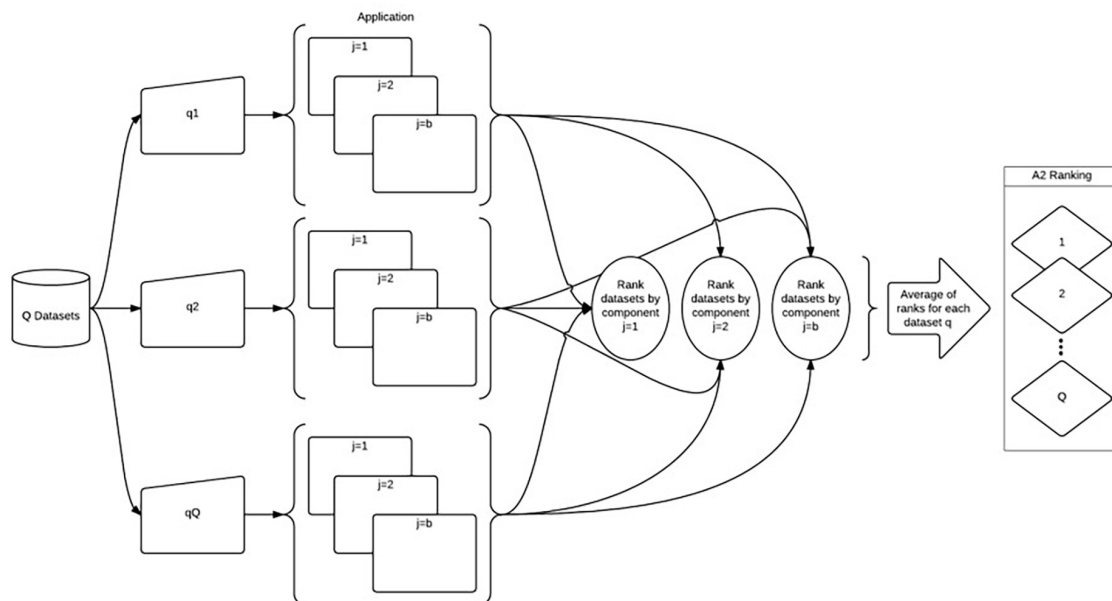 Application
j=1
j=2
j=b
q1
A2 Ranking
1
2
Q
j=1
j=2
j=b
Q Datasets
q2
Rank
datasets by
component
j=1
Rank
datasets by
component
j=2
Rank
datasets by
component
j=b
Average of
ranks for each
dataset q
j=1
j=2
j=b
qQ